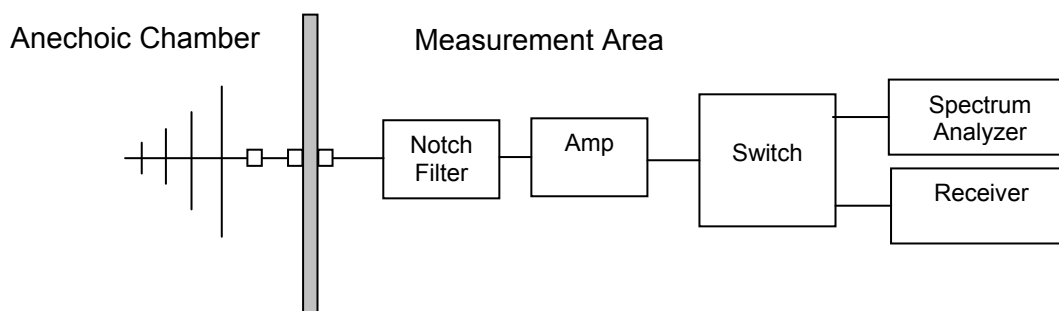 Anechoic Chamber
Measurement Area
Notch
Filter
Amp
Switch
Spectrum
Analyzer
Receiver